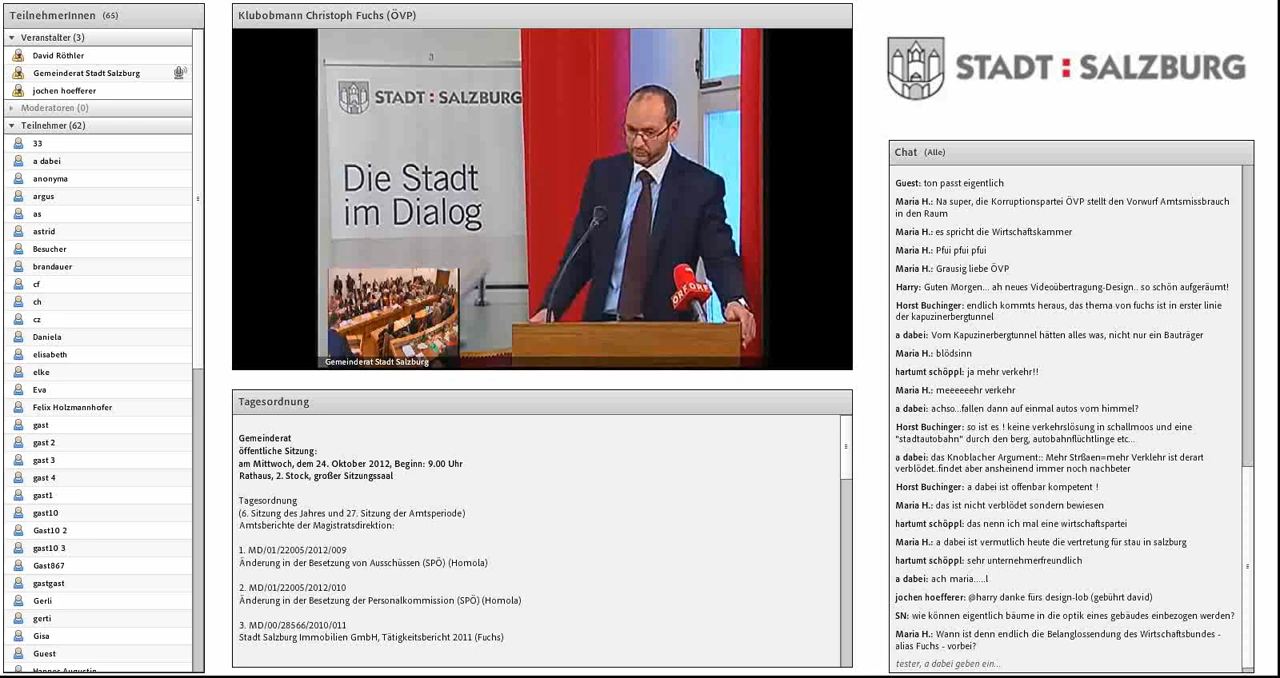 TeilnehmerInnen (65)
Veranstalter (3)
David Röthler
Gemeinderat Stadt Salzburg
jochen hoefferer
Moderatoren (0)
Teilnehmer (62)
33
a dabei
anonyma
argus
as
astrid
Besucher
brandauer
cf
ch
cz
Daniela
elisabeth
elke
Eva
Felix Holzmannhofer
gast
gast 2
gast 3
gast 4
gast1
gast10
Gast10 2
gast10 3
Gast867
gastgast
Gerli
gerti
Gisa
Guest
Hannes Augustin
Klubobmann Christoph Fuchs (ÖVP)
STADT : SALZBURG
Die Stadt
im Dialog
ORF
Gemeinderat Stadt Salzburg
Tagesordnung
Gemeinderat
öffentliche Sitzung:
am Mittwoch, dem 24. Oktober 2012, Beginn: 9.00 Uhr
Rathaus, 2. Stock, großer Sitzungssaal
Tagesordnung
(6. Sitzung des Jahres und 27. Sitzung der Amtsperiode)
Amtsberichte der Magistratsdirektion:
1. MD/01/22005/2012/009
Änderung in der Besetzung von Ausschüssen (SPÖ) (Homola)
2. MD/01/22005/2012/010
Änderung in der Besetzung der Personalkommission (SPÖ) (Homola)
3. MD/00/28566/2010/011
Stadt Salzburg Immobilien GmbH, Tätigkeitsbericht 2011 (Fuchs)
STADT : SALZBURG
Chat (Alle)
Guest: ton passt eigentlich
Maria H.: Na super, die Korruptionspartei ÖVP stellt den Vorwurf Amtsmissbrauch
in den Raum
Maria H.: es spricht die Wirtschaftskammer
Maria H.: Pfui pfui pfui
Maria H.: Grausig liebe ÖVP
Harry: Guten Morgen... ah neues Videoübertragung-Design.. so schön aufgeräumt!
Horst Buchinger: endlich kommts heraus, das thema von fuchs ist in erster linie
der kapuzinerbergtunnel
a dabei: Vom Kapuzinerbergtunnel hätten alles was, nicht nur ein Bauträger
Maria H.: blödsinn
hartumt schöppl: ja mehr verkehr!!
Maria H.: meeeeeehr verkehr
a dabei: achso...fallen dann auf einmal autos vom himmel?
Horst Buchinger: so ist es ! keine verkehrslösung in schallmoos und eine
"stadtautobahn" durch den berg, autobahnflüchtlinge etc...
a dabei: das Knoblacher Argument:: Mehr Strßaen=mehr Verklehr ist derart
verblödet..findet aber ansheinend immer noch nachbeter
Horst Buchinger: a dabei ist offenbar kompetent !
Maria H.: das ist nicht verblödet sondern bewiesen
hartumt schöppl: das nenn ich mal eine wirtschaftspartei
Maria H.: a dabei ist vermutlich heute die vertretung für stau in salzburg
hartumt schöppl: sehr unternehmerfreundlich
a dabei: ach maria.....l
jochen hoefferer: @harry danke fürs design-lob (gebührt david)
SN: wie können eigentlich bäume in die optik eines gebäudes einbezogen werden?
Maria H.: Wann ist denn endlich die Belanglossendung des Wirtschaftsbundes -
alias Fuchs - vorbei?
tester, a dabei geben ein...